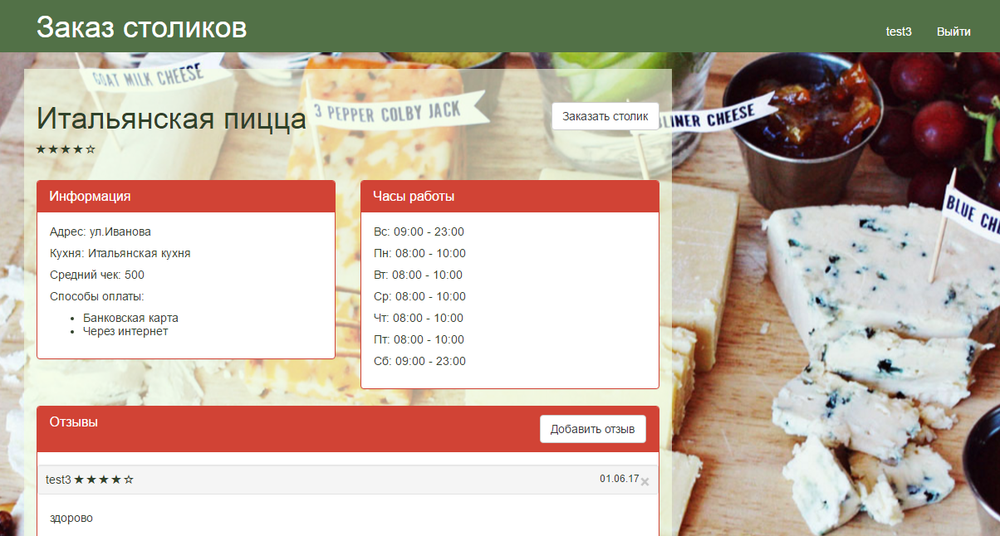 Заказ столиков
test3 Выйти
GOAT MILK CHEESE
3 PEPPER COLBY JACK
LINER CHEESE
BLUE CHE
Итальянская пицца
Заказать столик
★★★★☆
Информация
Адрес: ул.Иванова
Кухня: Итальянская кухня
Средний чек: 500
Способы оплаты:
• Банковская карта
• Через интернет
Часы работы
Вс: 09:00 - 23:00
Пн: 08:00 - 10:00
Вт: 08:00 - 10:00
Ср: 08:00 - 10:00
Чт: 08:00 - 10:00
Пт: 08:00 - 10:00
Сб: 09:00 - 23:00
Отзывы
Добавить отзыв
test3 ★★★★☆ 01.06.17 ×
здорово